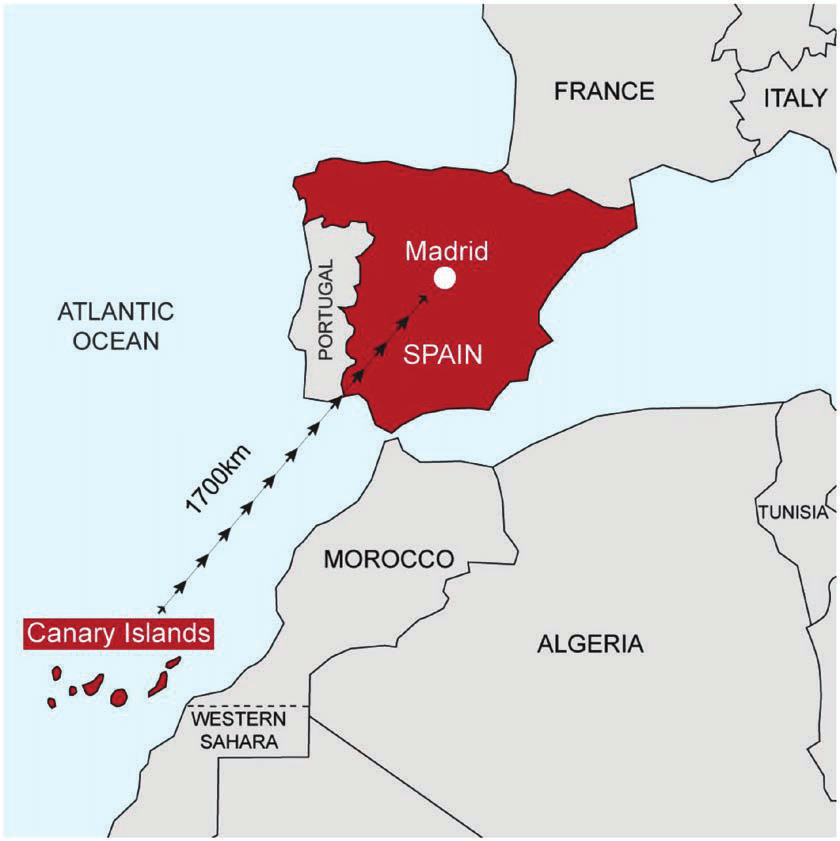 FRANCE
ITALY
Madrid
PORTUGAL
ATLANTIC
OCEAN
SPAIN
1700km
TUNISIA
MOROCCO
Canary Islands
ALGERIA
WESTERN
SAHARA